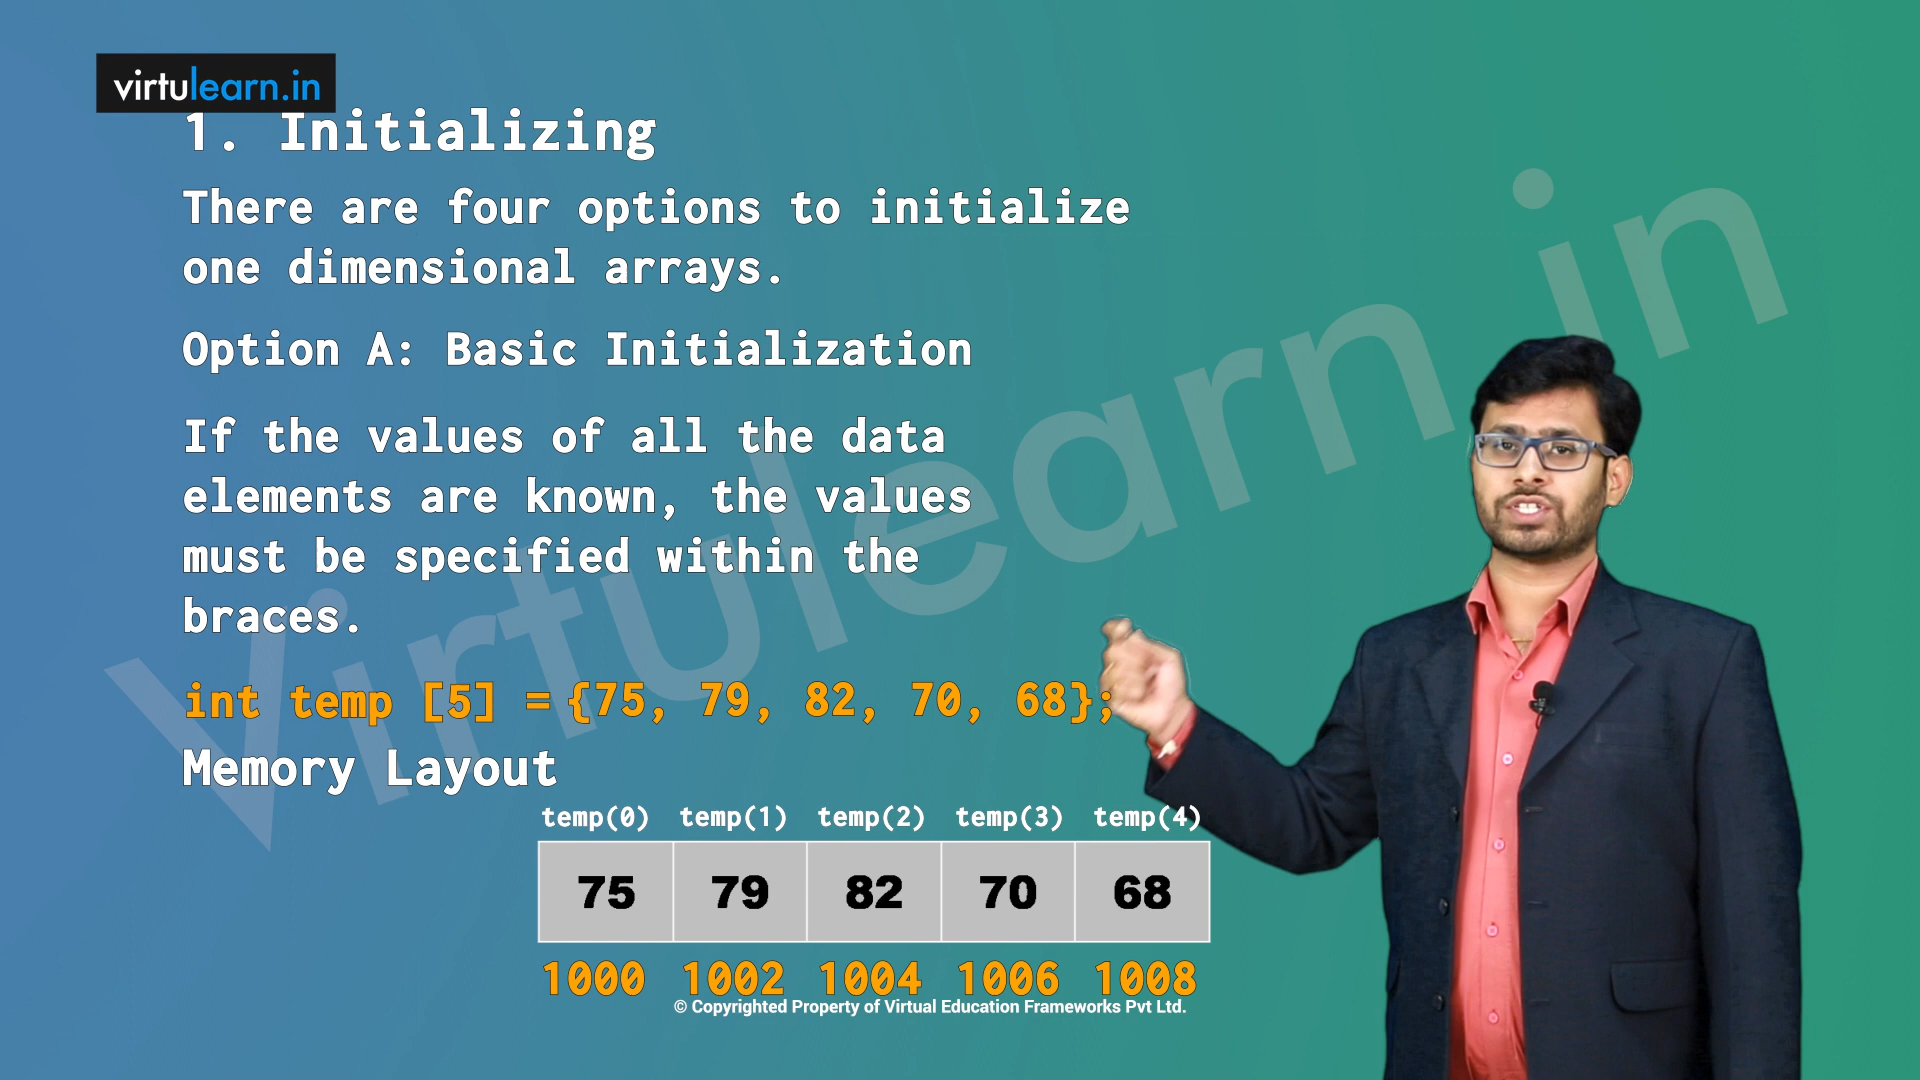 virtulearn.in
1. Initializing
There are four options to initialize
one dimensional arrays.
Option A: Basic Initialization
If the values of all the data
elements are known, the values
must be specified within the
braces.
int temp [5] = {75, 79, 82, 70, 68};
Memory Layout
temp(0) temp(1) temp(2) temp(3) temp(4)
75 79 82 70 68
1000 1002 1004 1006 1008
© Copyrighted Property of Virtual Education Frameworks Pvt Ltd.
Virtulearn.in